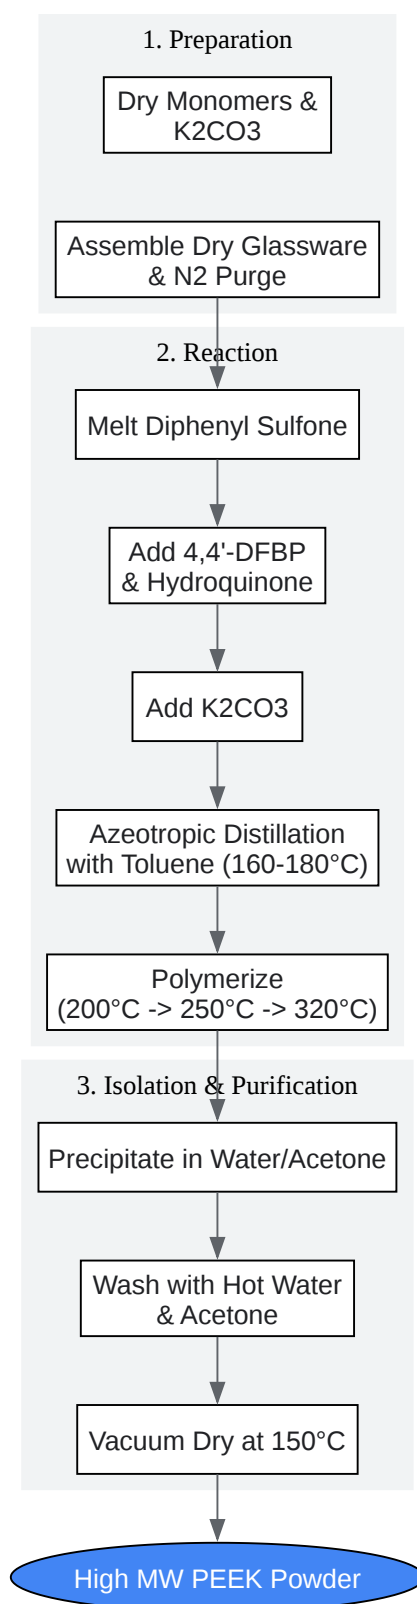 1. Preparation
Dry Monomers &
K2CO3
Assemble Dry Glassware
& N2 Purge
2. Reaction
Melt Diphenyl Sulfone
Add 4,4'-DFBP
& Hydroquinone
Add K2CO3
Azeotropic Distillation
with Toluene (160-180°C)
Polymerize
(200°C -> 250°C -> 320°C)
3. Isolation & Purification
Precipitate in Water/Acetone
Wash with Hot Water
& Acetone
Vacuum Dry at 150°C
High MW PEEK Powder